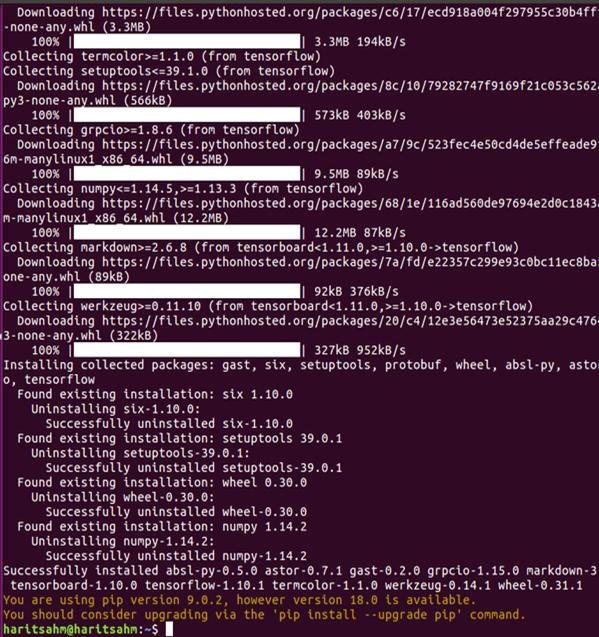 Downloading https://files.pythonhosted.org/packages/c6/17/ecd918a004f297955c30b4fff
-none-any.whl (3.3MB)
100% | | 3.3MB 194kB/s
Collecting termcolor>=1.1.0 (from tensorflow)
Collecting setuptools<=39.1.0 (from tensorflow)
Downloading https://files.pythonhosted.org/packages/8c/10/79282747f9169f21c053c562a
py3-none-any.whl (566kB)
100% | | 573kB 403kB/s
Collecting grpcio>=1.8.6 (from tensorflow)
Downloading https://files.pythonhosted.org/packages/a7/9c/523fec4e50cd4de5effeade9f
6m-manylinux1_x86_64.whl (9.5MB)
100% | | 9.5MB 89kB/s
Collecting numpy<=1.14.5,>=1.13.3 (from tensorflow)
Downloading https://files.pythonhosted.org/packages/68/1e/116ad560de97694e2d0c1843a
m-manylinux1_x86_64.whl (12.2MB)
100% | | 12.2MB 87kB/s
Collecting markdown>=2.6.8 (from tensorboard<1.11.0,>=1.10.0->tensorflow)
Downloading https://files.pythonhosted.org/packages/7a/fd/e22357c299e93c0bc11ec8ba5
one-any.whl (89kB)
100% | | 92kB 376kB/s
Collecting werkzeug>=0.11.10 (from tensorboard<1.11.0,>=1.10.0->tensorflow)
Downloading https://files.pythonhosted.org/packages/20/c4/12e3e56473e52375aa29c4764
3-none-any.whl (322kB)
100% | | 327kB 952kB/s
Installing collected packages: gast, six, setuptools, protobuf, wheel, absl-py, astor
o, tensorflow
Found existing installation: six 1.10.0
Uninstalling six-1.10.0:
Successfully uninstalled six-1.10.0
Found existing installation: setuptools 39.0.1
Uninstalling setuptools-39.0.1:
Successfully uninstalled setuptools-39.0.1
Found existing installation: wheel 0.30.0
Uninstalling wheel-0.30.0:
Successfully uninstalled wheel-0.30.0
Found existing installation: numpy 1.14.2
Uninstalling numpy-1.14.2:
Successfully uninstalled numpy-1.14.2
Successfully installed absl-py-0.5.0 astor-0.7.1 gast-0.2.0 grpcio-1.15.0 markdown-3
tensorboard-1.10.0 tensorflow-1.10.1 termcolor-1.1.0 werkzeug-0.14.1 wheel-0.31.1
You are using pip version 9.0.2, however version 18.0 is available.
You should consider upgrading via the 'pip install --upgrade pip' command.
haritsahm@haritsahm:~$